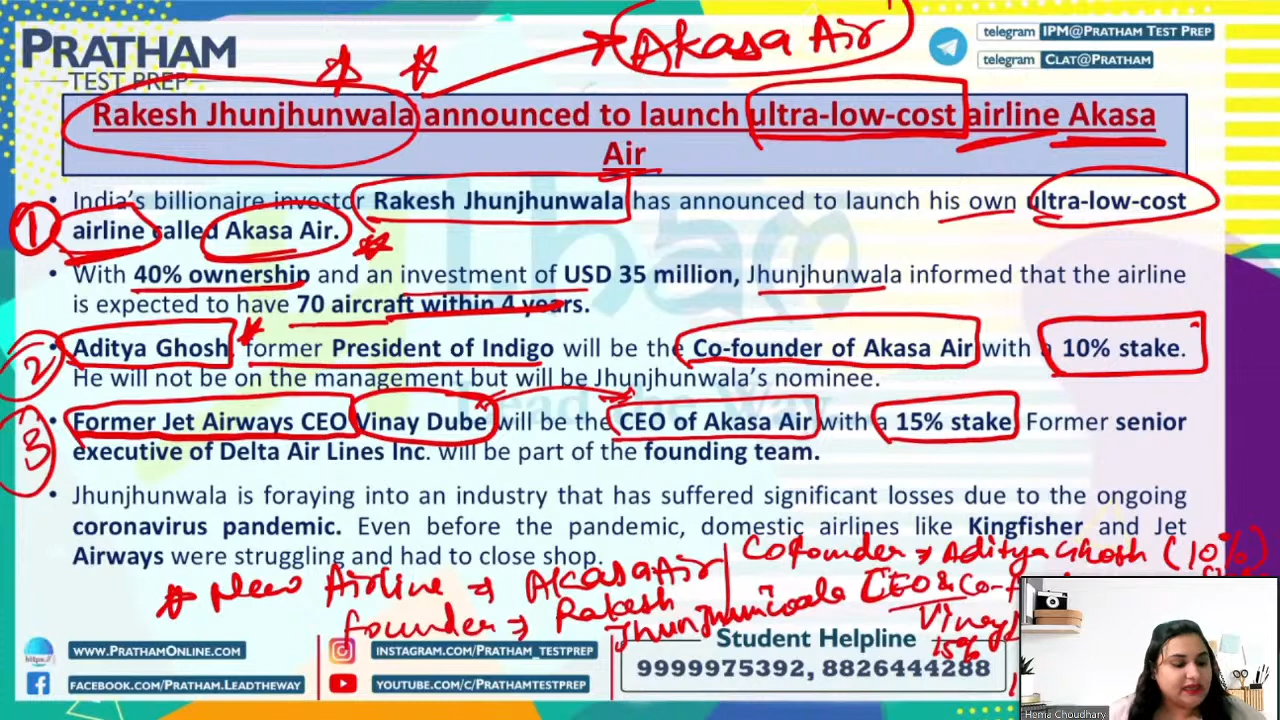 PRATHAM
TEST PREP
Akasa Air
telegram IPM@PRATHAM TEST PREP
telegram CLAT@PRATHAM
Rakesh Jhunjhunwala announced to launch ultra-low-cost airline Akasa
Air
1
• India's billionaire investor Rakesh Jhunjhunwala has announced to launch his own ultra-low-cost
airline called Akasa Air.
• With 40% ownership and an investment of USD 35 million, Jhunjhunwala informed that the airline
is expected to have 70 aircraft within 4 years.
2
• Aditya Ghosh, former President of Indigo will be the Co-founder of Akasa Air with a 10% stake.
He will not be on the management but will be Jhunjhunwala's nominee.
3
• Former Jet Airways CEO Vinay Dube will be the CEO of Akasa Air with a 15% stake. Former senior
executive of Delta Air Lines Inc. will be part of the founding team.
• Jhunjhunwala is foraying into an industry that has suffered significant losses due to the ongoing
coronavirus pandemic. Even before the pandemic, domestic airlines like Kingfisher and Jet
Airways were struggling and had to close shop.
New Airline → Akasa Air
founder → Rakesh
Jhunjhunwala
Cofounder → Aditya Ghosh (10%)
CEO & Co-f
Vinay
15%
Student Helpline
9999975392, 8826444288
https://
WWW.PRATHAMONLINE.COM
FACEBOOK.COM/PRATHAM.LEADTHEWAY
INSTAGRAM.COM/PRATHAM_TESTPREP
YOUTUBE.COM/C/PRATHAMTESTPREP
Hema Choudhary